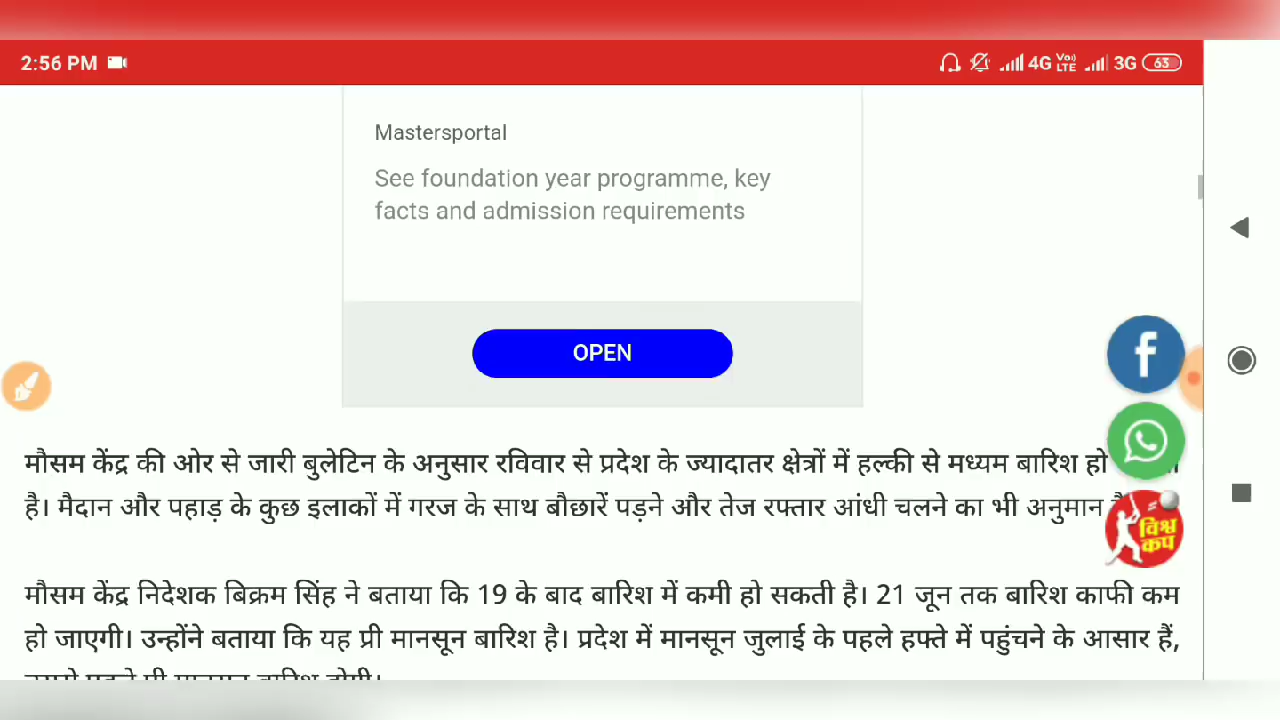 2:56 PM
4G Vo) LTE 3G 63
Mastersportal
See foundation year programme, key
facts and admission requirements
OPEN
मौसम केंद्र की ओर से जारी बुलेटिन के अनुसार रविवार से प्रदेश के ज्यादातर क्षेत्रों में हल्की से मध्यम बारिश हो
है। मैदान और पहाड़ के कुछ इलाकों में गरज के साथ बौछारें पड़ने और तेज रफ्तार आंधी चलने का भी अनुमान
विश्व
कप
मौसम केंद्र निदेशक बिक्रम सिंह ने बताया कि 19 के बाद बारिश में कमी हो सकती है। 21 जून तक बारिश काफी कम
हो जाएगी। उन्होंने बताया कि यह प्री मानसून बारिश है। प्रदेश में मानसून जुलाई के पहले हफ्ते में पहुंचने के आसार हैं,